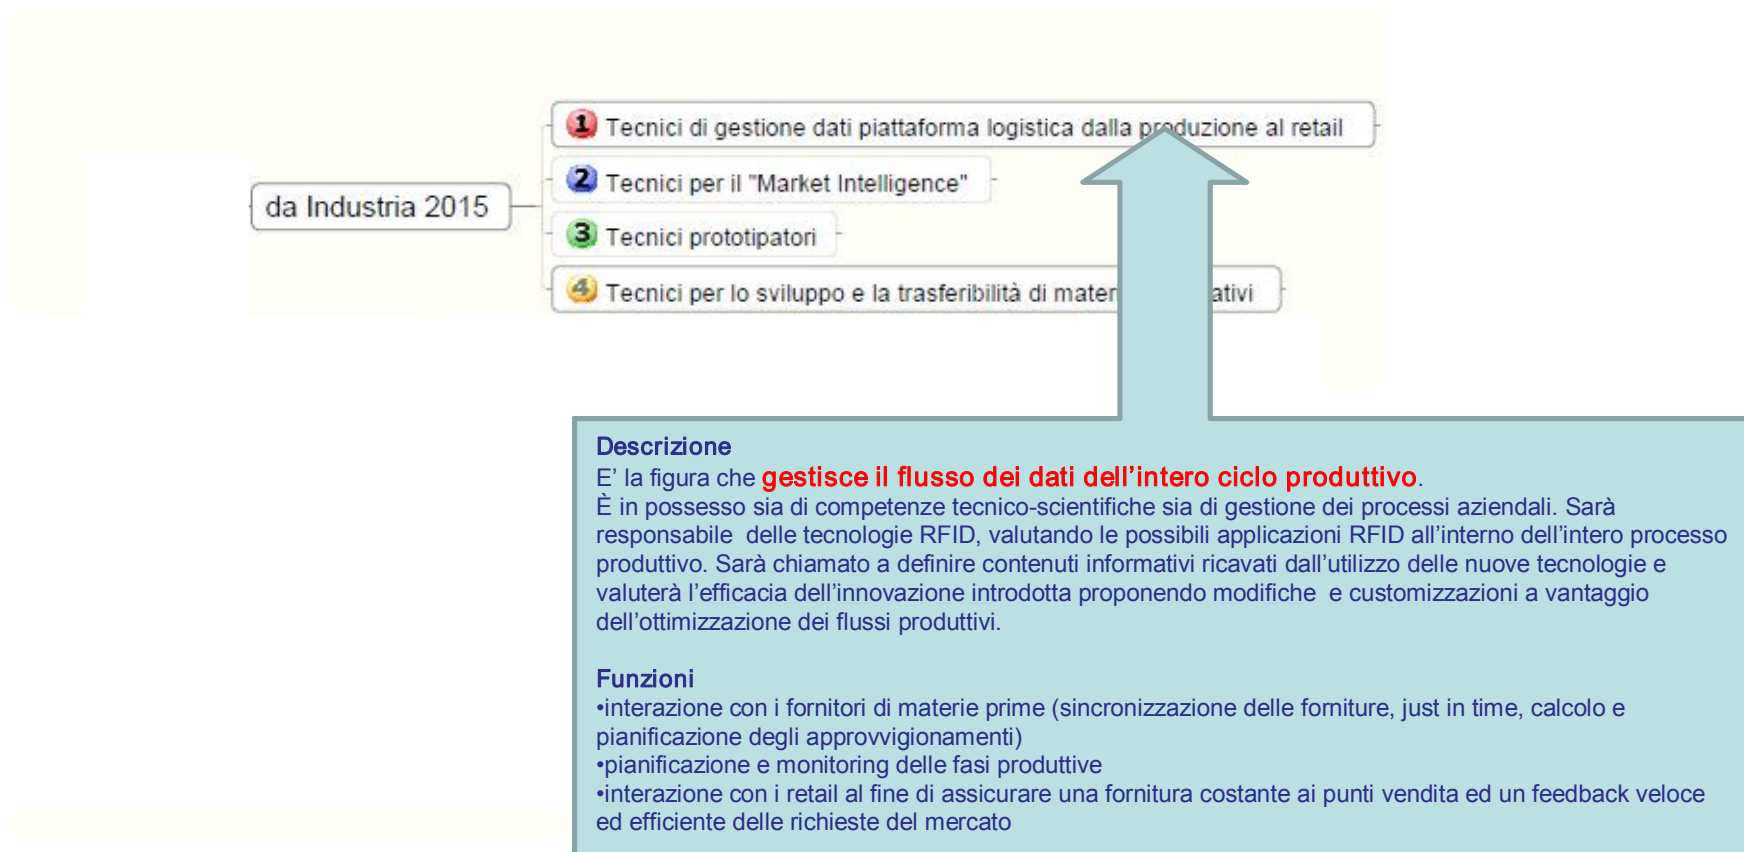 1 Tecnici di gestione dati piattaforma logistica dalla produzione al retail
2 Tecnici per il "Market Intelligence"
da Industria 2015
3 Tecnici prototipatori
4 Tecnici per lo sviluppo e la trasferibilità di
Descrizione
E’ la figura che gestisce il flusso dei dati dell’intero ciclo produttivo.
È in possesso sia di competenze tecnico-scientifiche sia di gestione dei processi aziendali. Sarà
responsabile delle tecnologie RFID, valutando le possibili applicazioni RFID all’interno dell’intero processo
produttivo. Sarà chiamato a definire contenuti informativi ricavati dall’utilizzo delle nuove tecnologie e
valuterà l’efficacia dell’innovazione introdotta proponendo modifiche e customizzazioni a vantaggio
dell’ottimizzazione dei flussi produttivi.
Funzioni
•interazione con i fornitori di materie prime (sincronizzazione delle forniture, just in time, calcolo e
pianificazione degli approvvigionamenti)
•pianificazione e monitoring delle fasi produttive
•interazione con i retail al fine di assicurare una fornitura costante ai punti vendita ed un feedback veloce
ed efficiente delle richieste del mercato